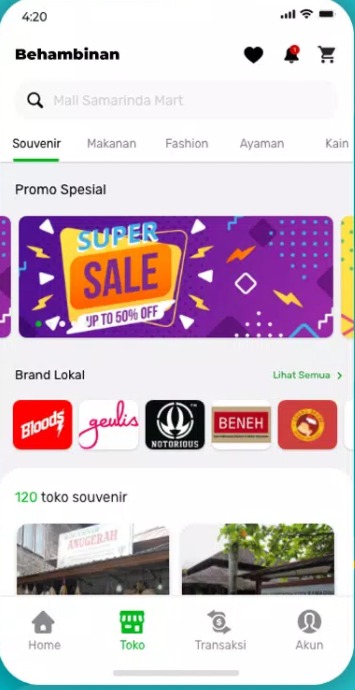 4:20
Behambinan
1
Mall Samarinda Mart
Souvenir Makanan Fashion Ayaman Kain
Promo Spesial
SUPER
SALE
UP TO 50% OFF
Brand Lokal Lihat Semua >
Bloods geulis NOTORIOUS BENEH
120 toko souvenir
ANUGERAH
Home Toko Transaksi Akun